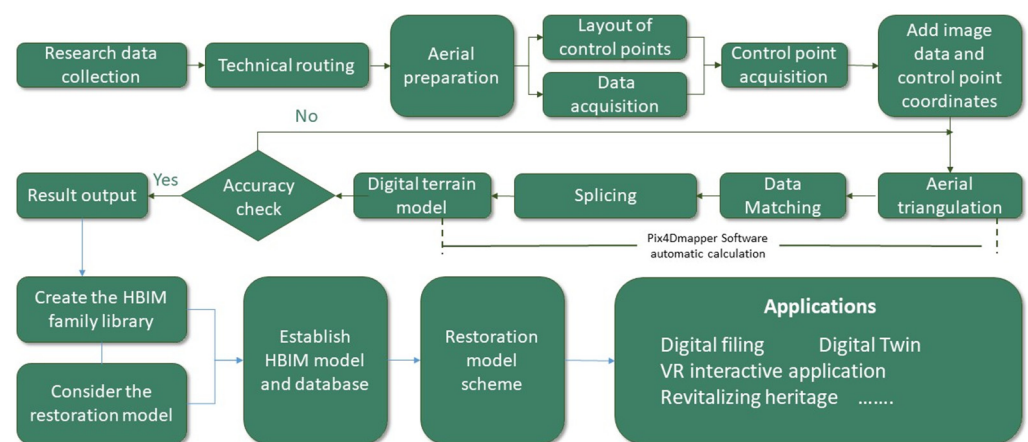 Research data
collection
Technical routing
Aerial
preparation
Layout of
control points
Data
acquisition
Control point
acquisition
Add image
data and
control point
coordinates
No
Result output
Yes
Accuracy
check
Digital terrain
model
Splicing
Data
Matching
Aerial
triangulation
Pix4Dmapper Software
automatic calculation
Create the HBIM
family library
Consider the
restoration model
Establish
HBIM model
and database
Restoration
model
scheme
Applications
Digital filing Digital Twin
VR interactive application
Revitalizing heritage …….